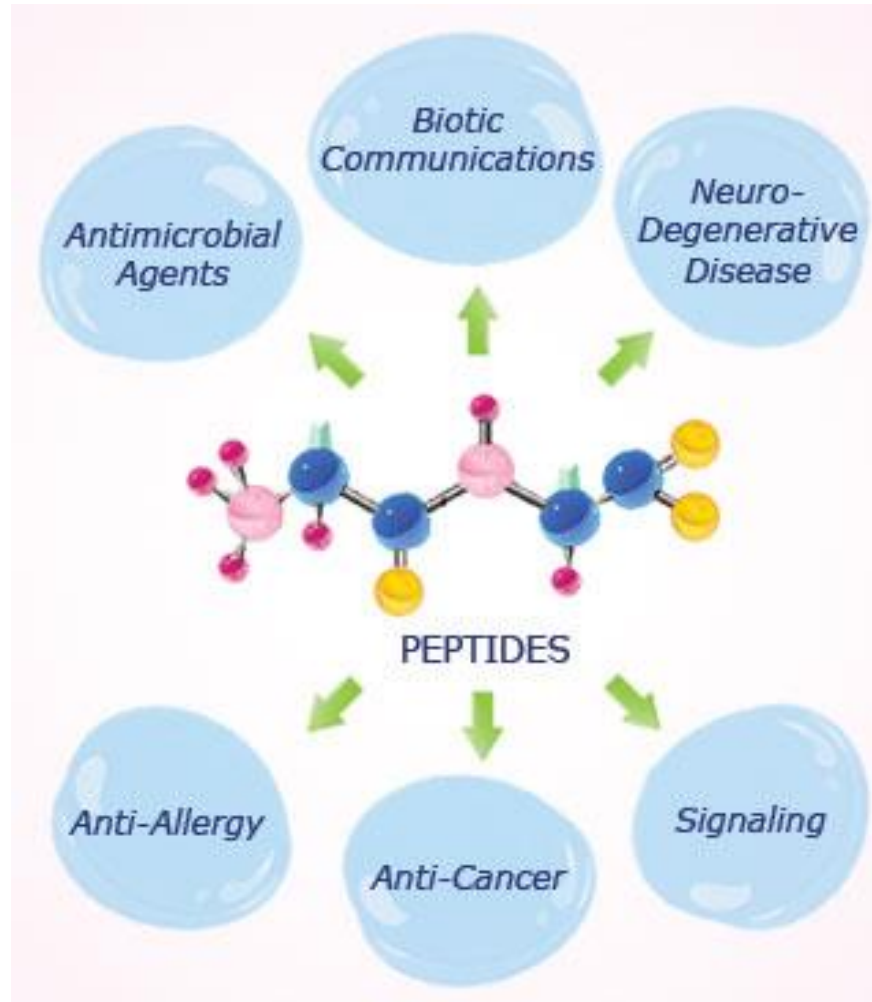 Biotic
Communications
Antimicrobial
Agents
Neuro-
Degenerative
Disease
PEPTIDES
Anti-Allergy
Anti-Cancer
Signaling